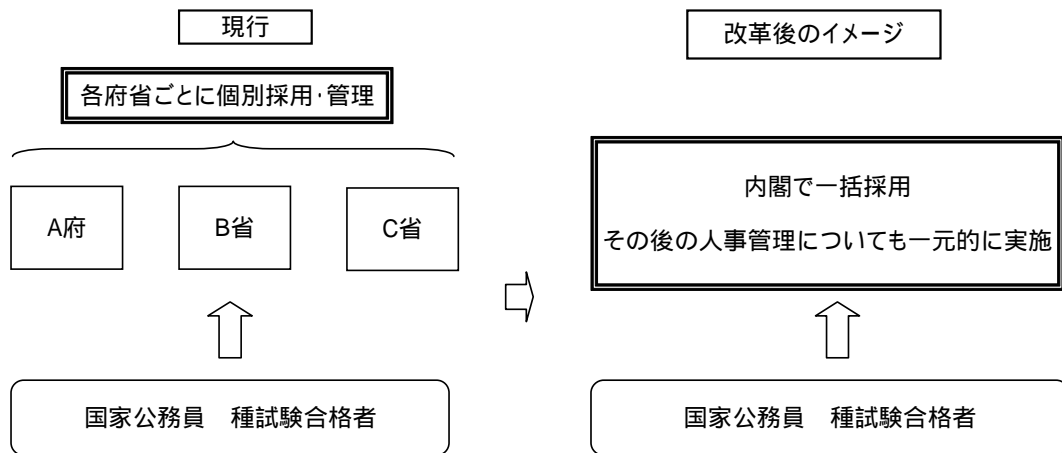 現行
各府省ごとに個別採用・管理
A府
B省
C省
国家公務員　種試験合格者
改革後のイメージ
内閣で一括採用
その後の人事管理についても一元的に実施
国家公務員　種試験合格者